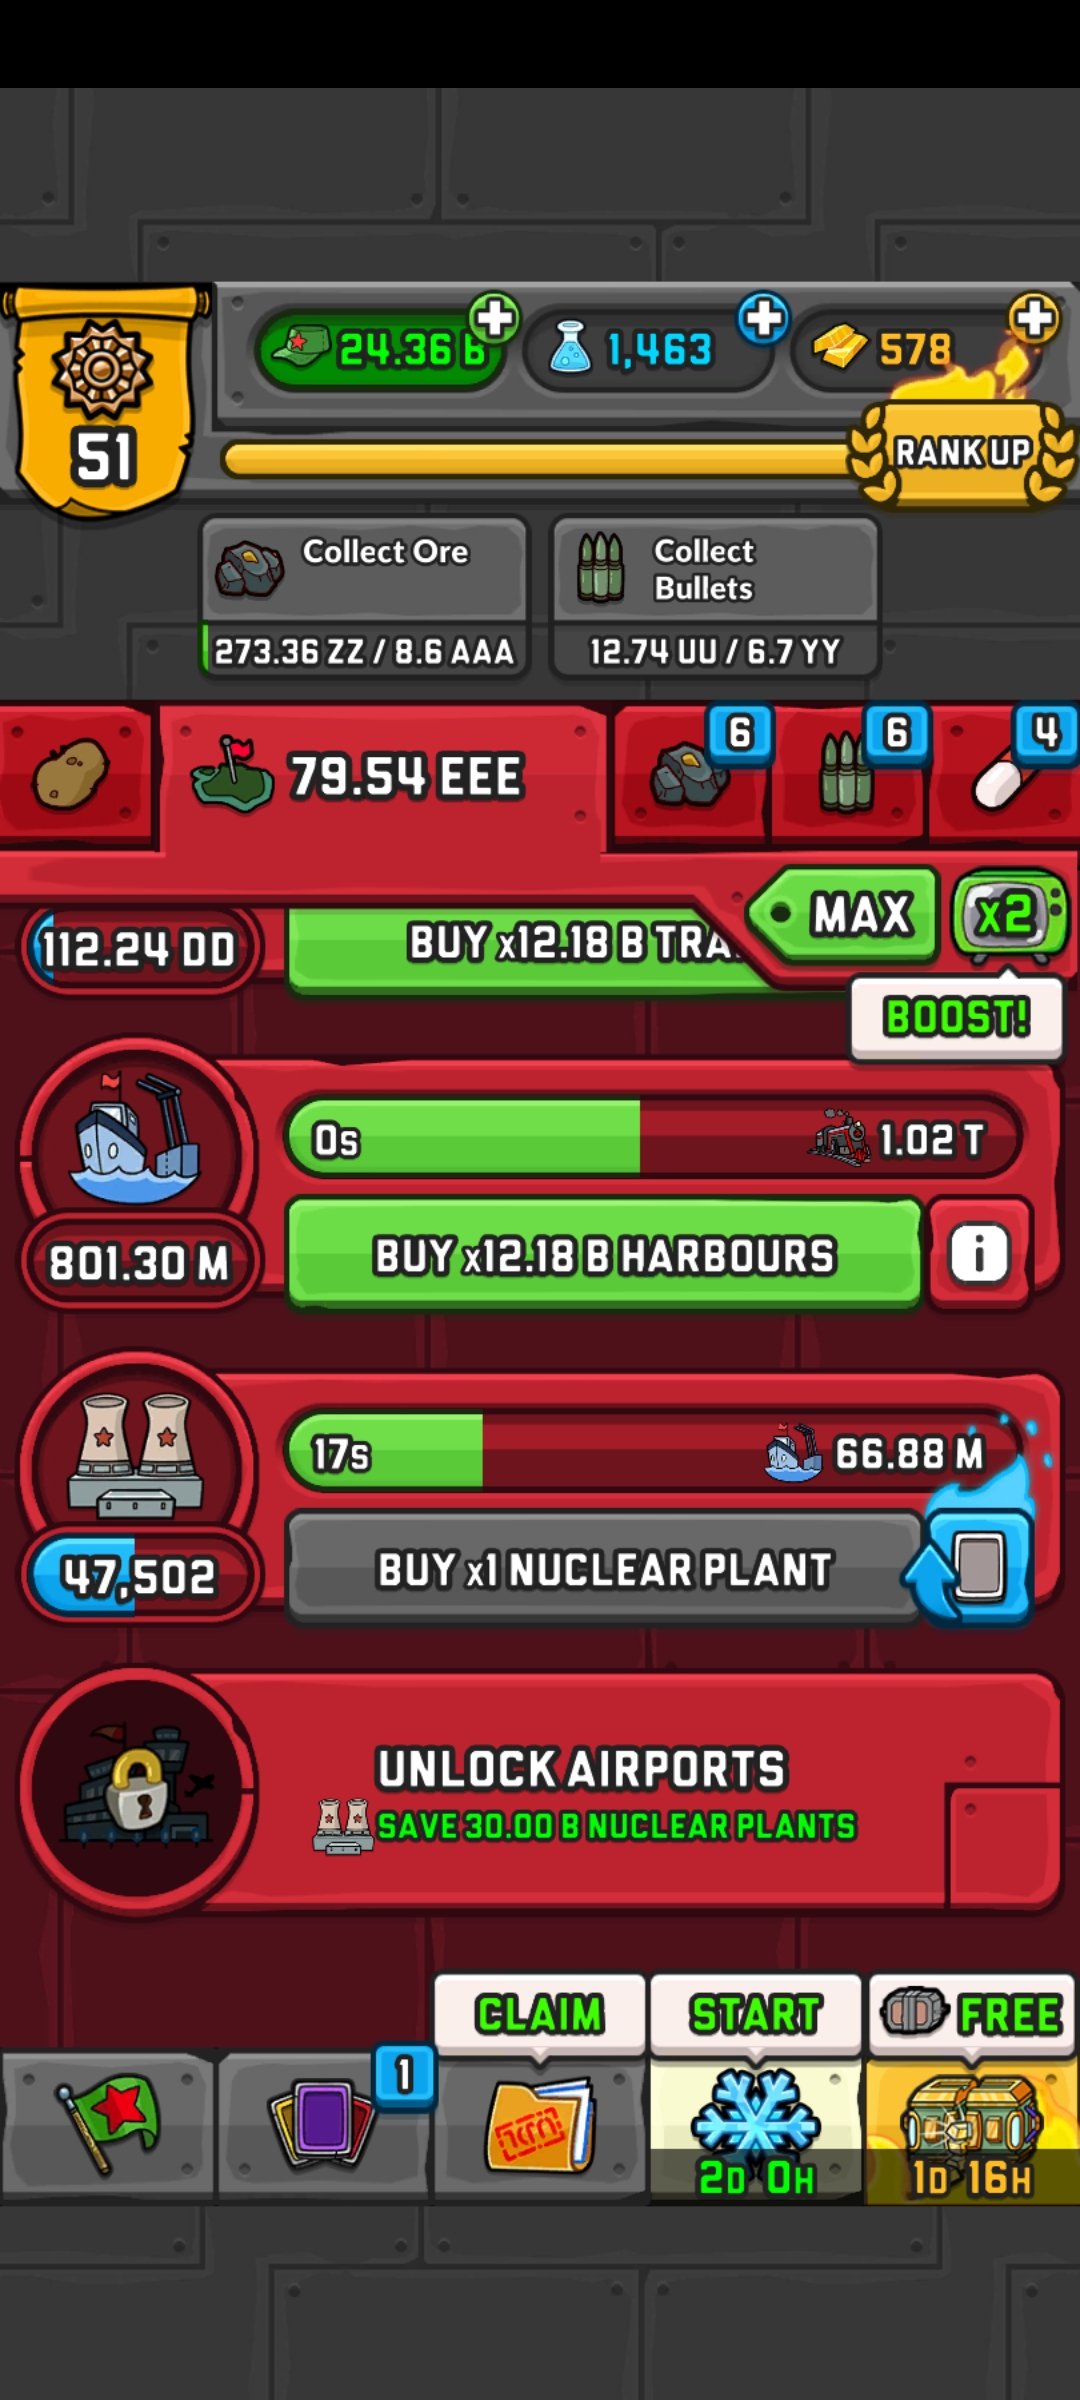 24.36 B
1,463
578
51
RANK UP
Collect Ore
273.36 ZZ / 8.6 AAA
Collect
Bullets
12.74 UU / 6.7 YY
79.54 EEE
6
6
4
MAX
x2
BOOST!
112.24 DD
BUY x12.18 B TRA
0s
1.02 T
801.30 M
BUY x12.18 B HARBOURS
i
17s
66.88 M
47,502
BUY x1 NUCLEAR PLANT
UNLOCK AIRPORTS
SAVE 30.00 B NUCLEAR PLANTS
CLAIM
START
FREE
1
2D 0H
1D 16H